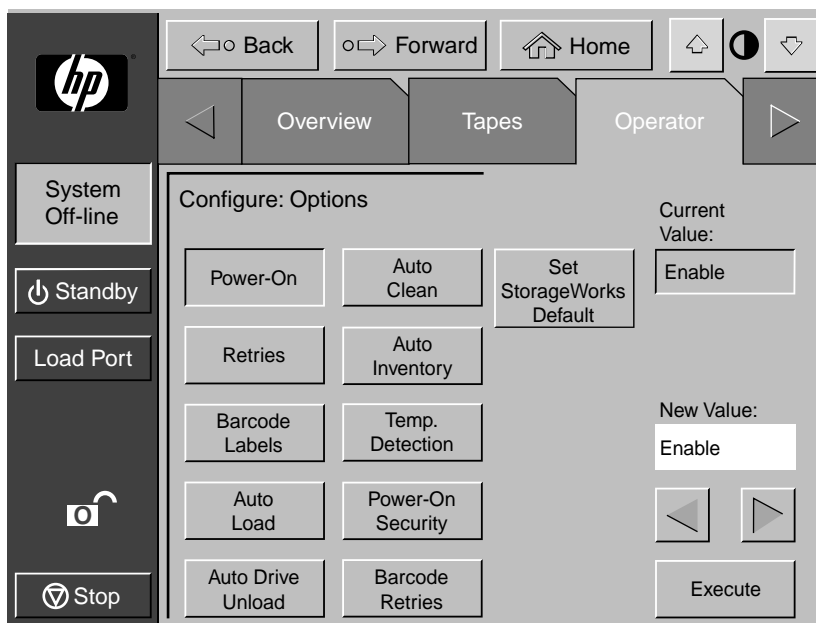 Back
Forward
Home
hp
Overview
Tapes
Operator
System
Off-line
Standby
Load Port
O
Stop
Configure: Options
Power-On
Auto
Clean
Set
StorageWorks
Default
Retries
Auto
Inventory
Barcode
Labels
Temp.
Detection
Auto
Load
Power-On
Security
Auto Drive
Unload
Barcode
Retries
Current
Value:
Enable
New Value:
Enable
Execute